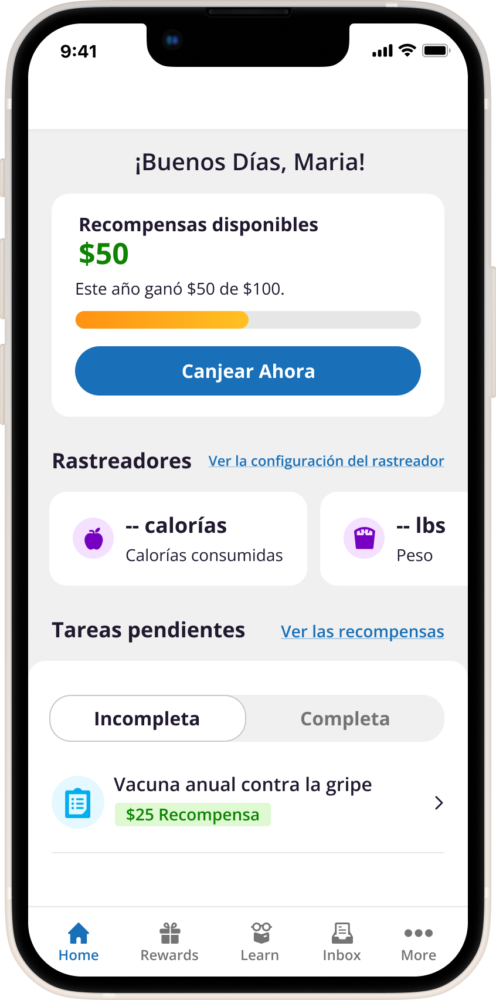 9:41
¡Buenos Días, Maria!
Recompensas disponibles
$50
Este año ganó $50 de $100.
Canjear Ahora
Rastreadores Ver la configuración del rastreador
-- calorías
Calorías consumidas
-- lbs
Peso
Tareas pendientes Ver las recompensas
Incompleta Completa
Vacuna anual contra la gripe
$25 Recompensa
Home Rewards Learn Inbox More